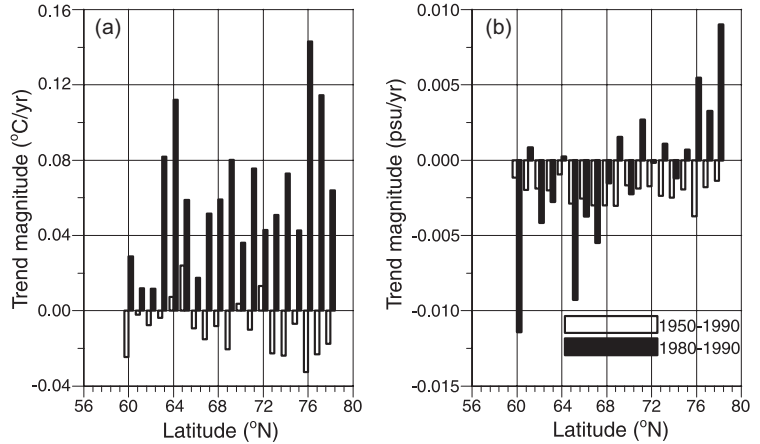 (a)
Trend magnitude (°C/yr)
0.16
0.12
0.08
0.04
0.00
-0.04
56 60 64 68 72 76 80
Latitude (°N)
(b)
Trend magnitude (psu/yr)
0.010
0.005
0.000
-0.005
-0.010
-0.015
1950-1990
1980-1990
56 60 64 68 72 76 80
Latitude (°N)